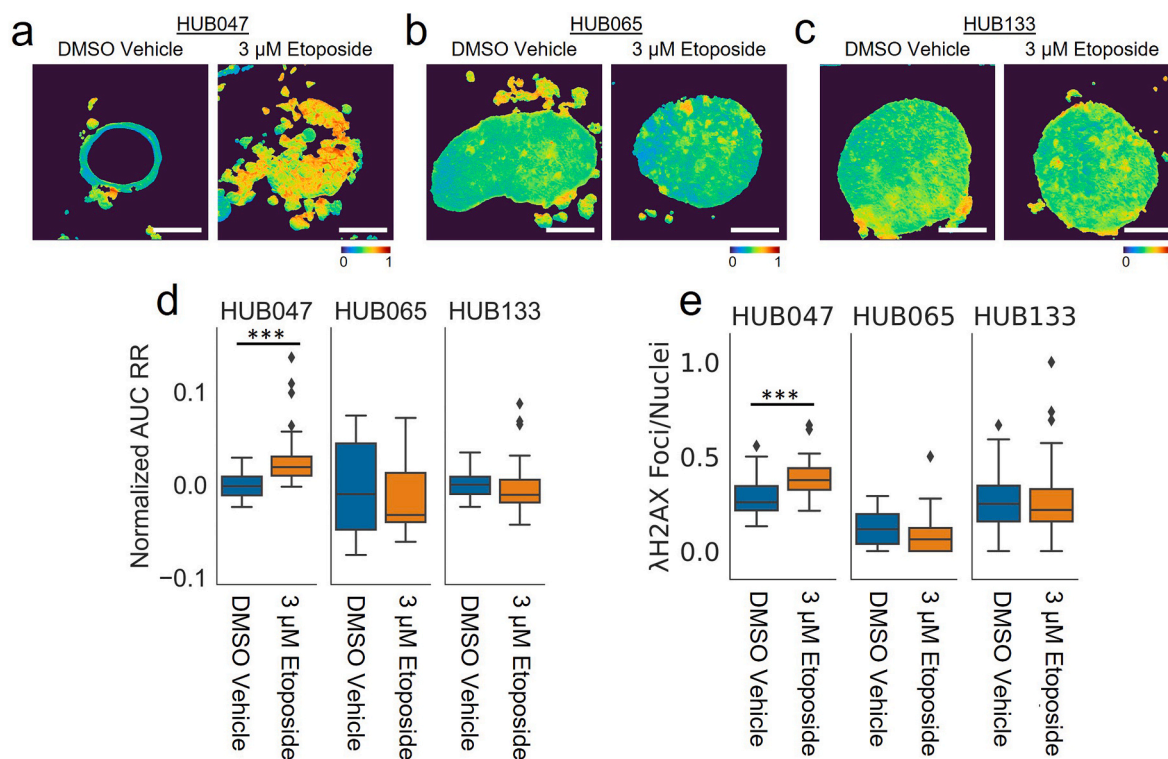 a
HUB047
DMSO Vehicle 3 µM Etoposide
0 1
b
HUB065
DMSO Vehicle 3 µM Etoposide
0 1
c
HUB133
DMSO Vehicle 3 µM Etoposide
0 1
d
HUB047 HUB065 HUB133
***
Normalized AUC RR
0.1
0.0
−0.1
DMSO Vehicle
3 µM Etoposide
DMSO Vehicle
3 µM Etoposide
DMSO Vehicle
3 µM Etoposide
e
HUB047 HUB065 HUB133
***
λH2AX Foci/Nuclei
1.0
0.5
0.0
DMSO Vehicle
3 µM Etoposide
DMSO Vehicle
3 µM Etoposide
DMSO Vehicle
3 µM Etoposide